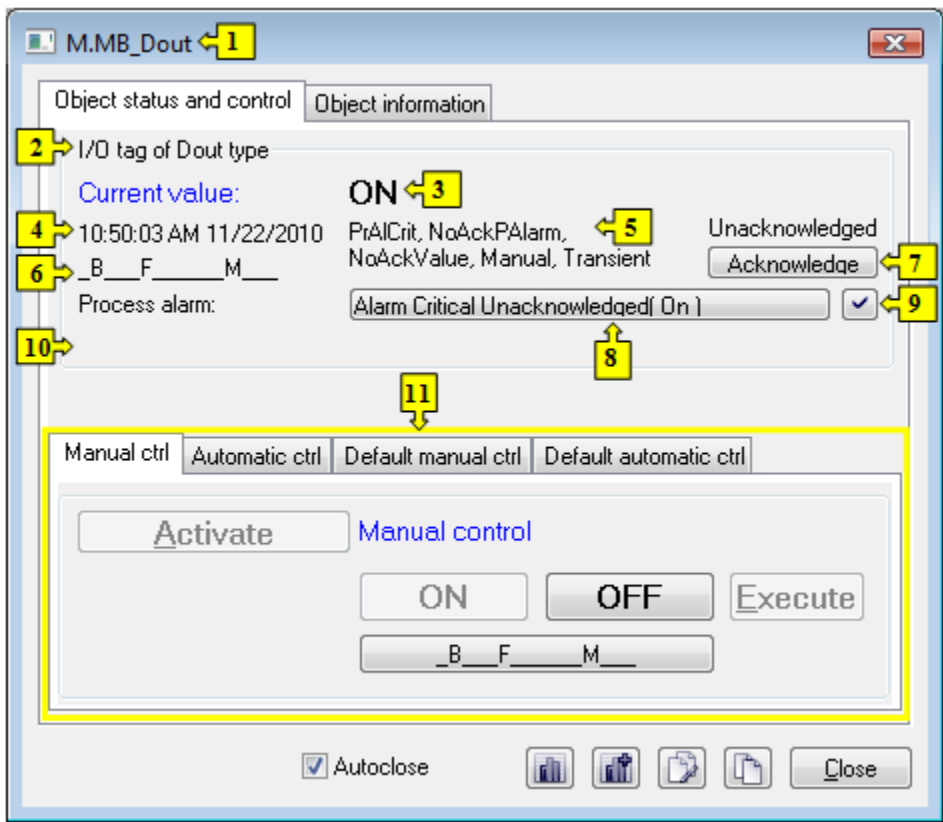 M.MB_Dout 1
Object status and control Object information
2 I/O tag of Dout type
Current value: ON 3
4 10:50:03 AM 11/22/2010 PrAlCrit, NoAckPAlarm, 5 Unacknowledged
6 _B___F______M___ NoAckValue, Manual, Transient Acknowledge 7
Process alarm: Alarm Critical Unacknowledged( On ) 9
10 8
11
Manual ctrl Automatic ctrl Default manual ctrl Default automatic ctrl
Activate Manual control
ON OFF Execute
_B___F______M___
Autoclose Close